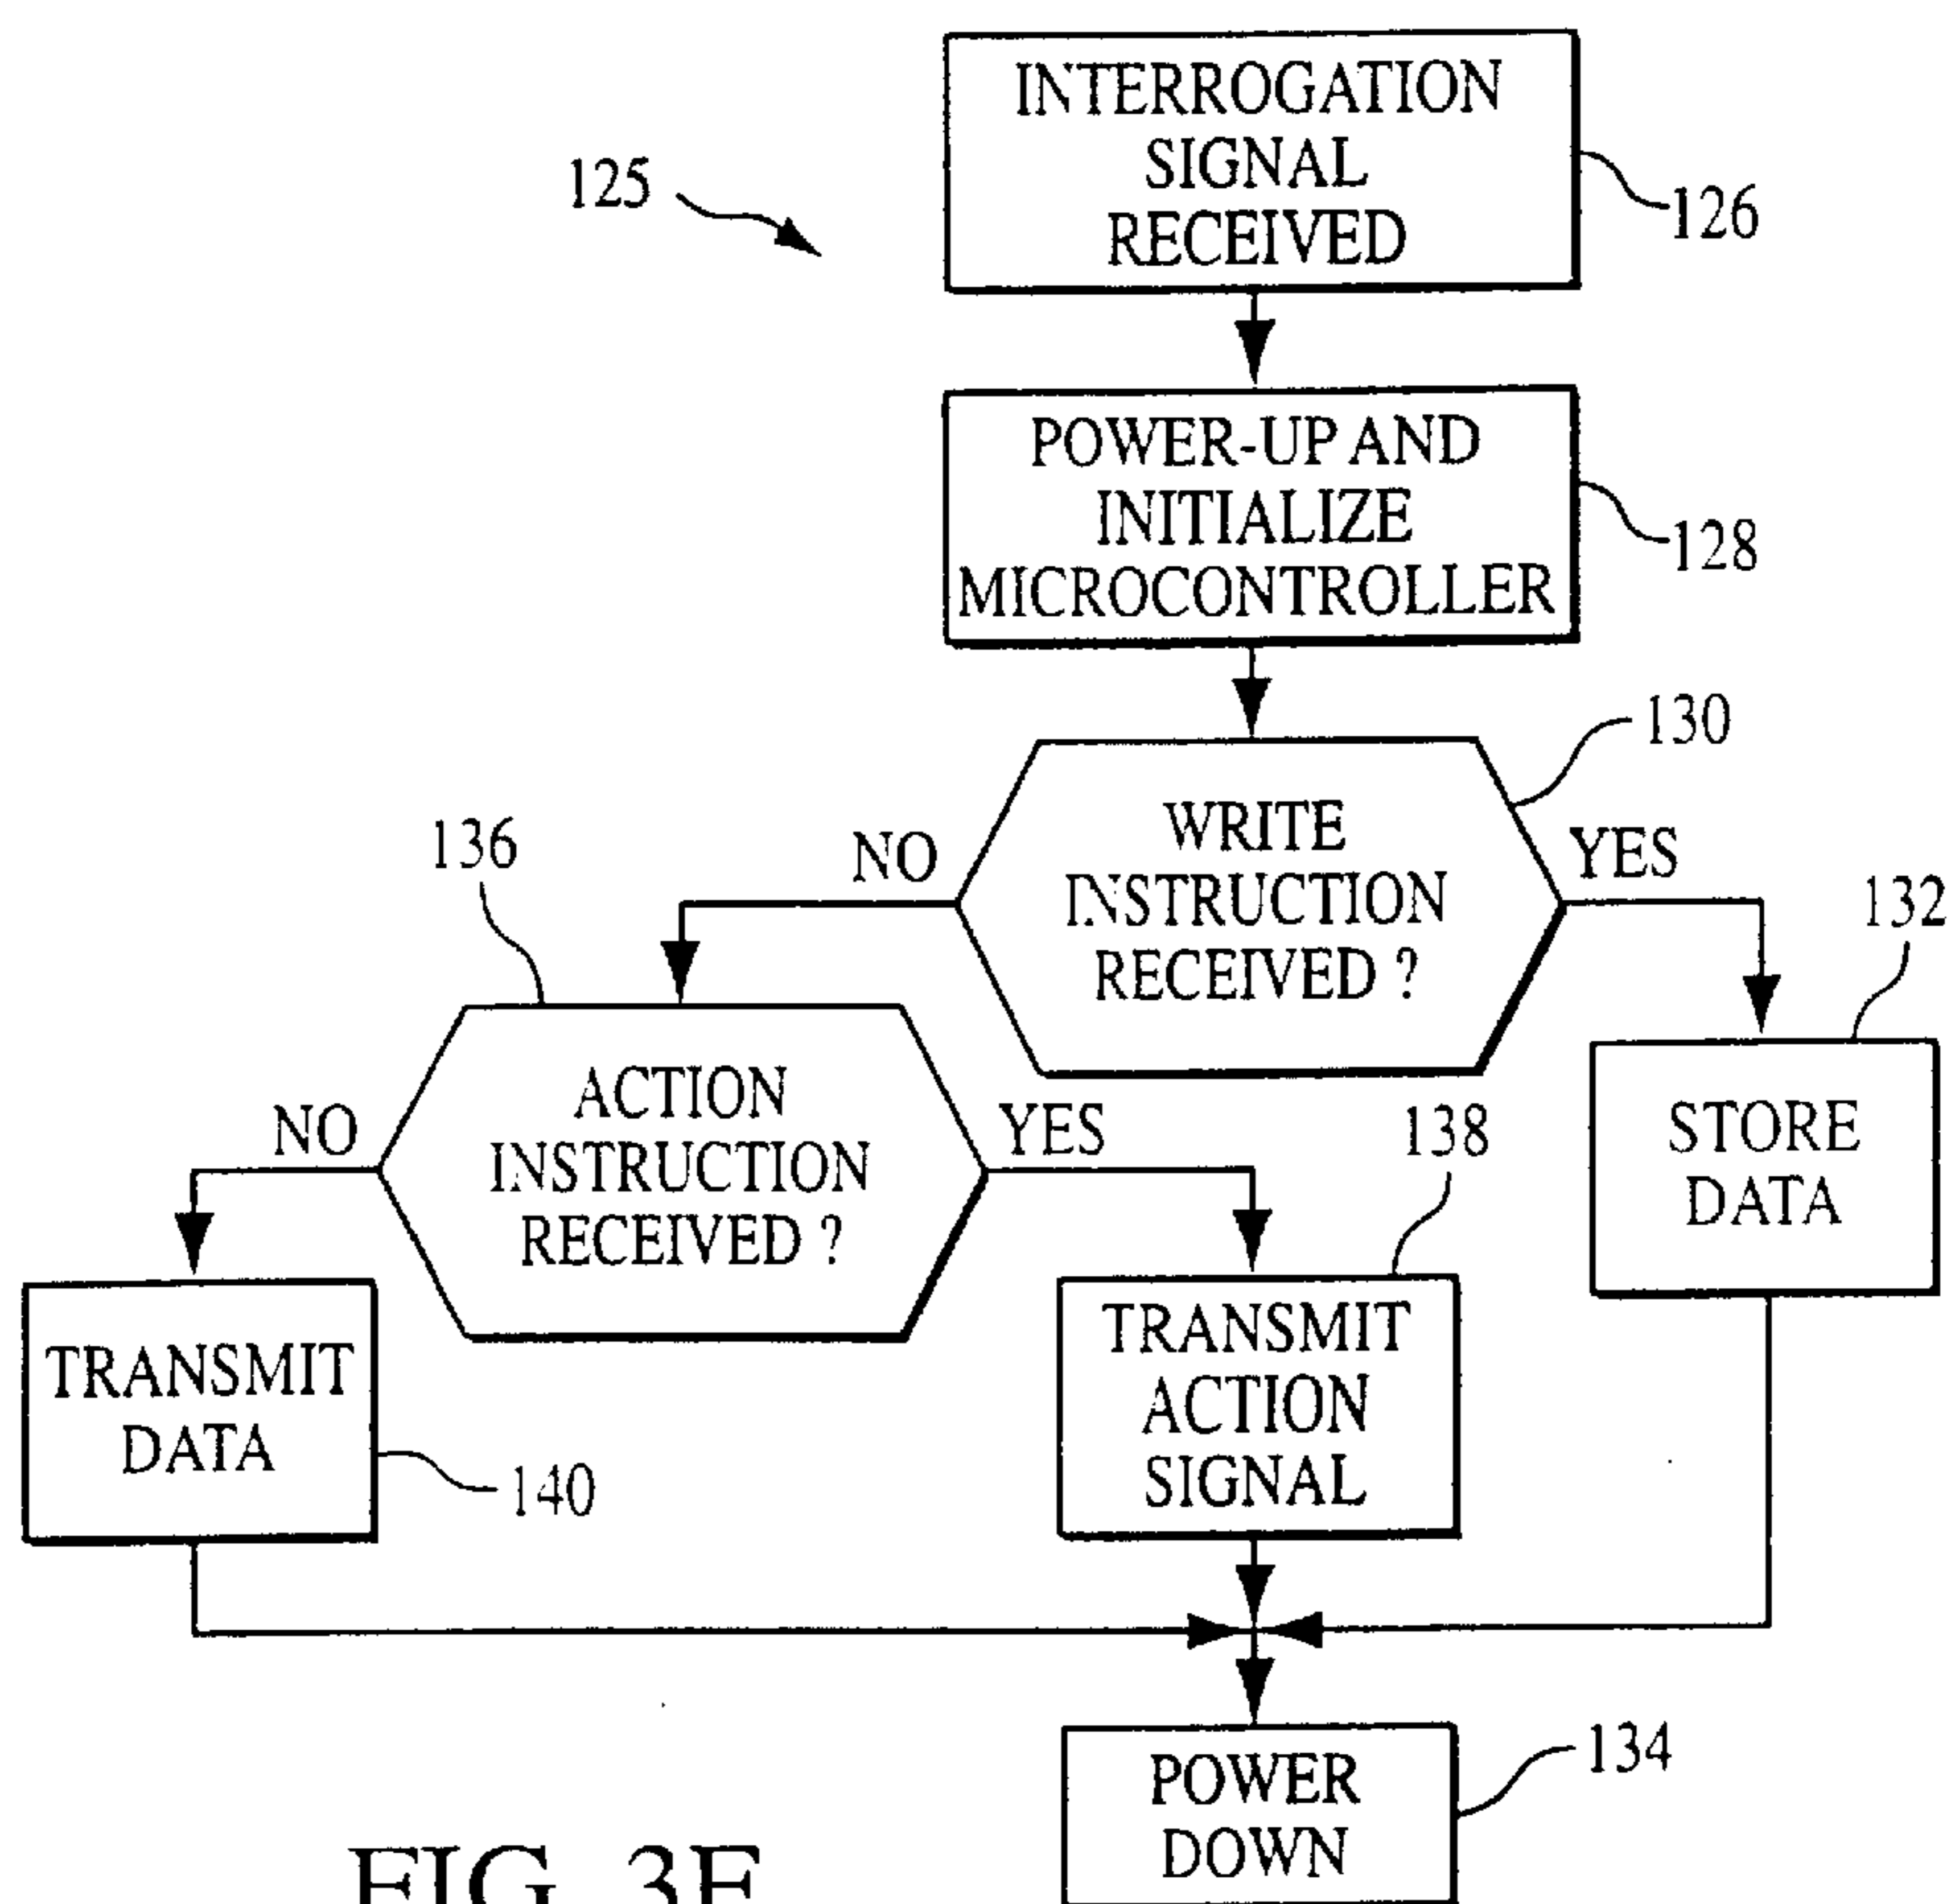 INTERROGATION
SIGNAL
RECEIVED
125
126
POWER-UP AND
INITIALIZE
MICROCONTROLLER
128
130
WRITE
INSTRUCTION
RECEIVED ?
NO
YES
136
132
ACTION
INSTRUCTION
RECEIVED ?
NO
YES
138
STORE
DATA
TRANSMIT
DATA
140
TRANSMIT
ACTION
SIGNAL
POWER
DOWN
134